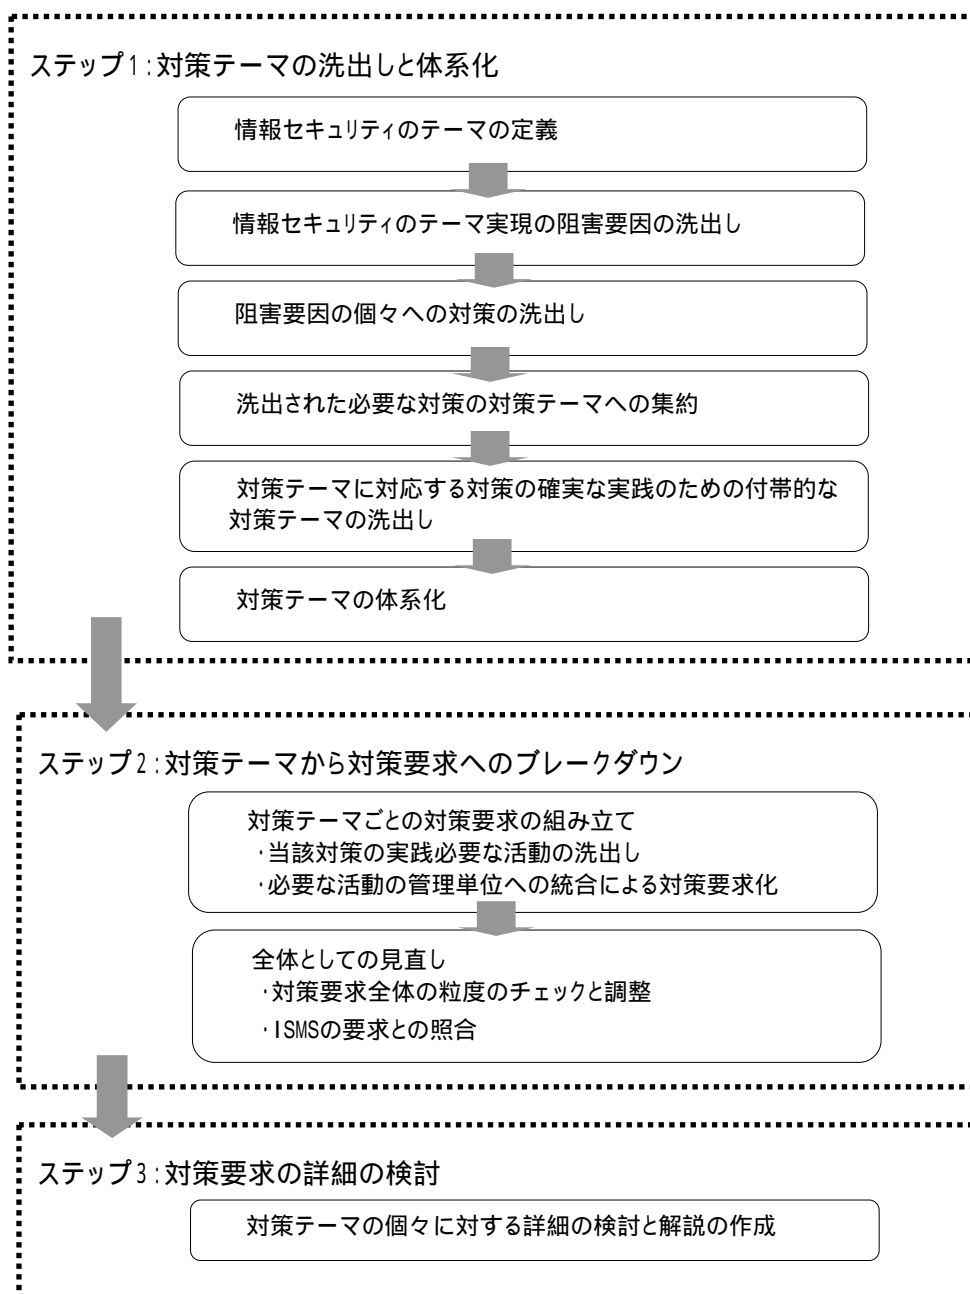 ステップ1:対策テーマの洗出しと体系化
情報セキュリティのテーマの定義
情報セキュリティのテーマ実現の阻害要因の洗出し
阻害要因の個々への対策の洗出し
洗出された必要な対策の対策テーマへの集約
対策テーマに対応する対策の確実な実践のための付帯的な
対策テーマの洗出し
対策テーマの体系化
ステップ2:対策テーマから対策要求へのブレークダウン
対策テーマごとの対策要求の組み立て
・当該対策の実践必要な活動の洗出し
・必要な活動の管理単位への統合による対策要求化
全体としての見直し
・対策要求全体の粒度のチェックと調整
・ISMSの要求との照合
ステップ3:対策要求の詳細の検討
対策テーマの個々に対する詳細の検討と解説の作成